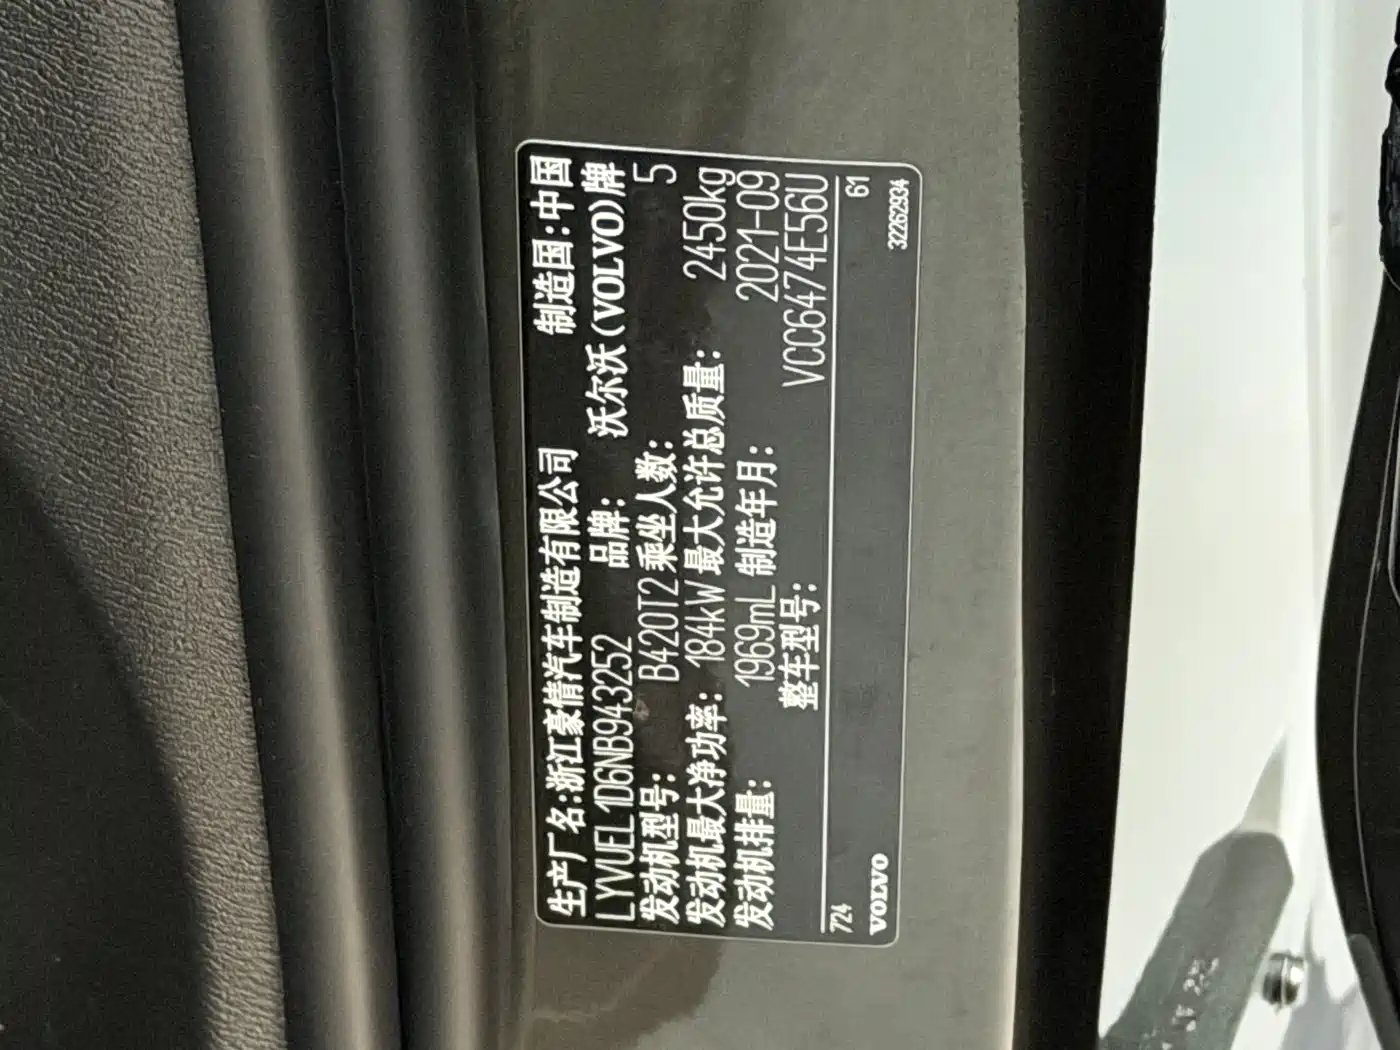 生产厂名:浙江豪情汽车制造有限公司 制造国:中国
LYVUEL1D6NB943252 品牌: 沃尔沃(VOLVO)牌
发动机型号: B420T2 乘坐人数: 5
发动机最大净功率: 184kW 最大允许总质量: 2450kg
发动机排量: 1969mL 制造年月: 2021-09
整车型号: VCC6474E56U
724 61
VOLVO 32262934